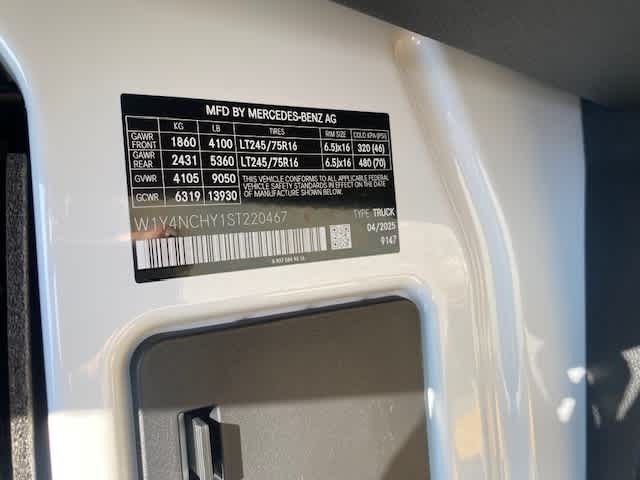 MFD BY MERCEDES-BENZ AG
KG LB TIRES RIM SIZE COLD KPA (PSI)
GAWR FRONT 1860 4100 LT245/75R16 6.5Jx16 320 (46)
GAWR REAR 2431 5360 LT245/75R16 6.5Jx16 480 (70)
GVWR 4105 9050 THIS VEHICLE CONFORMS TO ALL APPLICABLE FEDERAL
VEHICLE SAFETY STANDARDS IN EFFECT ON THE DATE OF
GCWR 6319 13930 MANUFACTURE SHOWN BELOW.
W1Y4NCHY1ST220467 TYPE: TRUCK
04/2025
9147